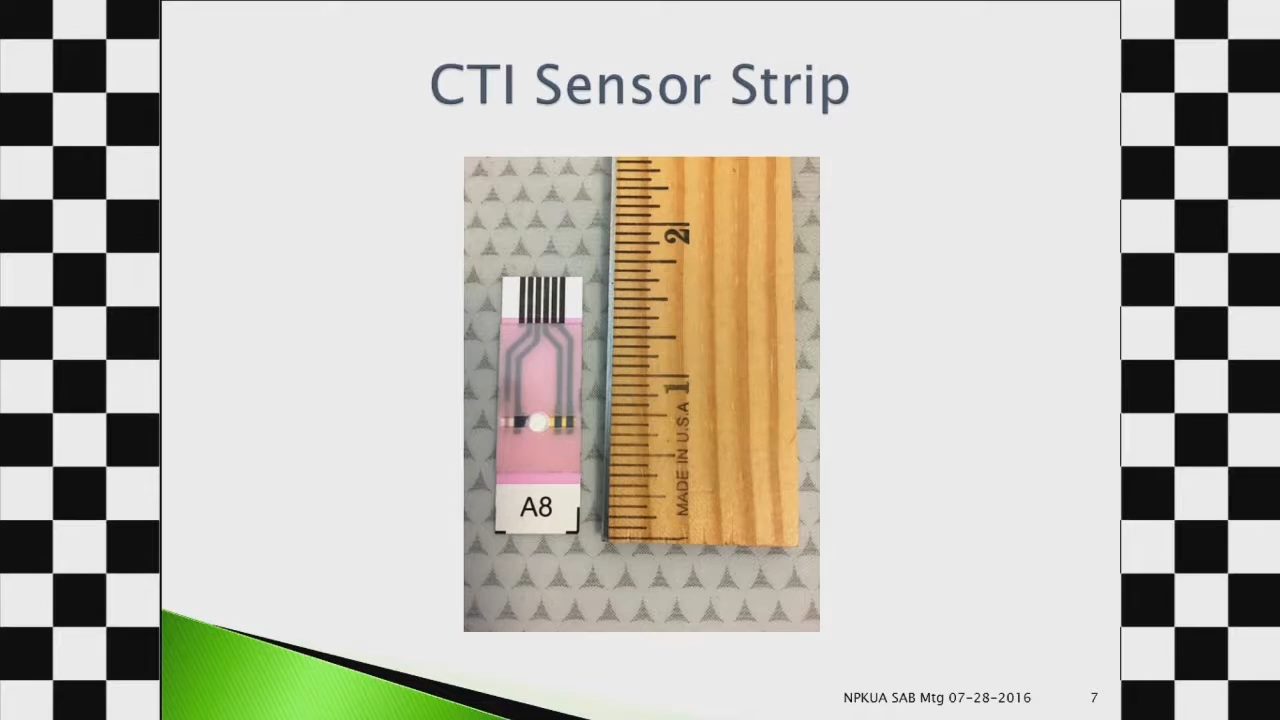 CTI Sensor Strip
2
1
MADE IN U.S.A
A8
NPKUA SAB Mtg 07-28-2016
7